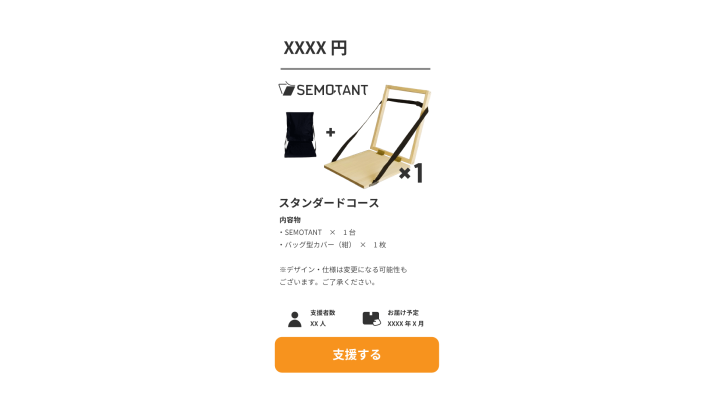 XXXX 円
SEMOTANT
+
×1
スタンダードコース
内容物
・SEMOTANT　×　1 台
・バッグ型カバー（紺）　×　1 枚
※デザイン・仕様は変更になる可能性も
ございます。ご了承ください。
支援者数
XX 人
お届け予定
XXXX 年 X 月
支援する